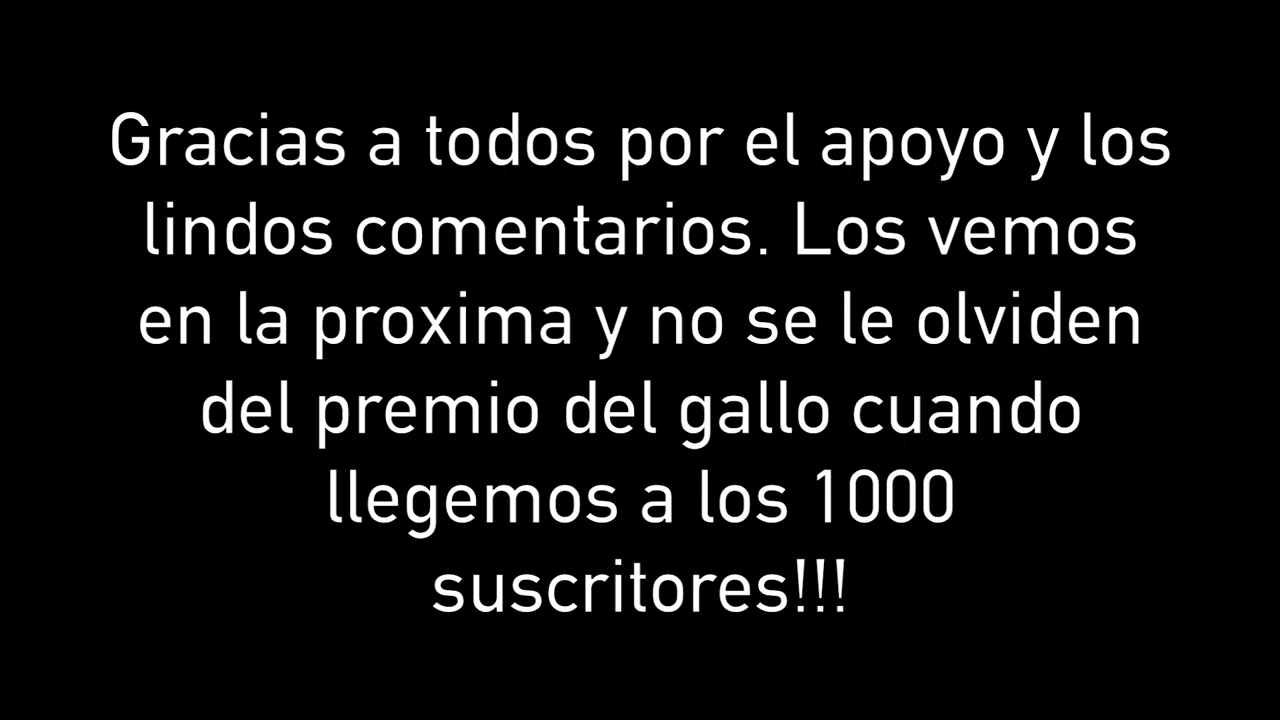 Gracias a todos por el apoyo y los
lindos comentarios. Los vemos
en la proxima y no se le olviden
del premio del gallo cuando
llegemos a los 1000
suscritores!!!